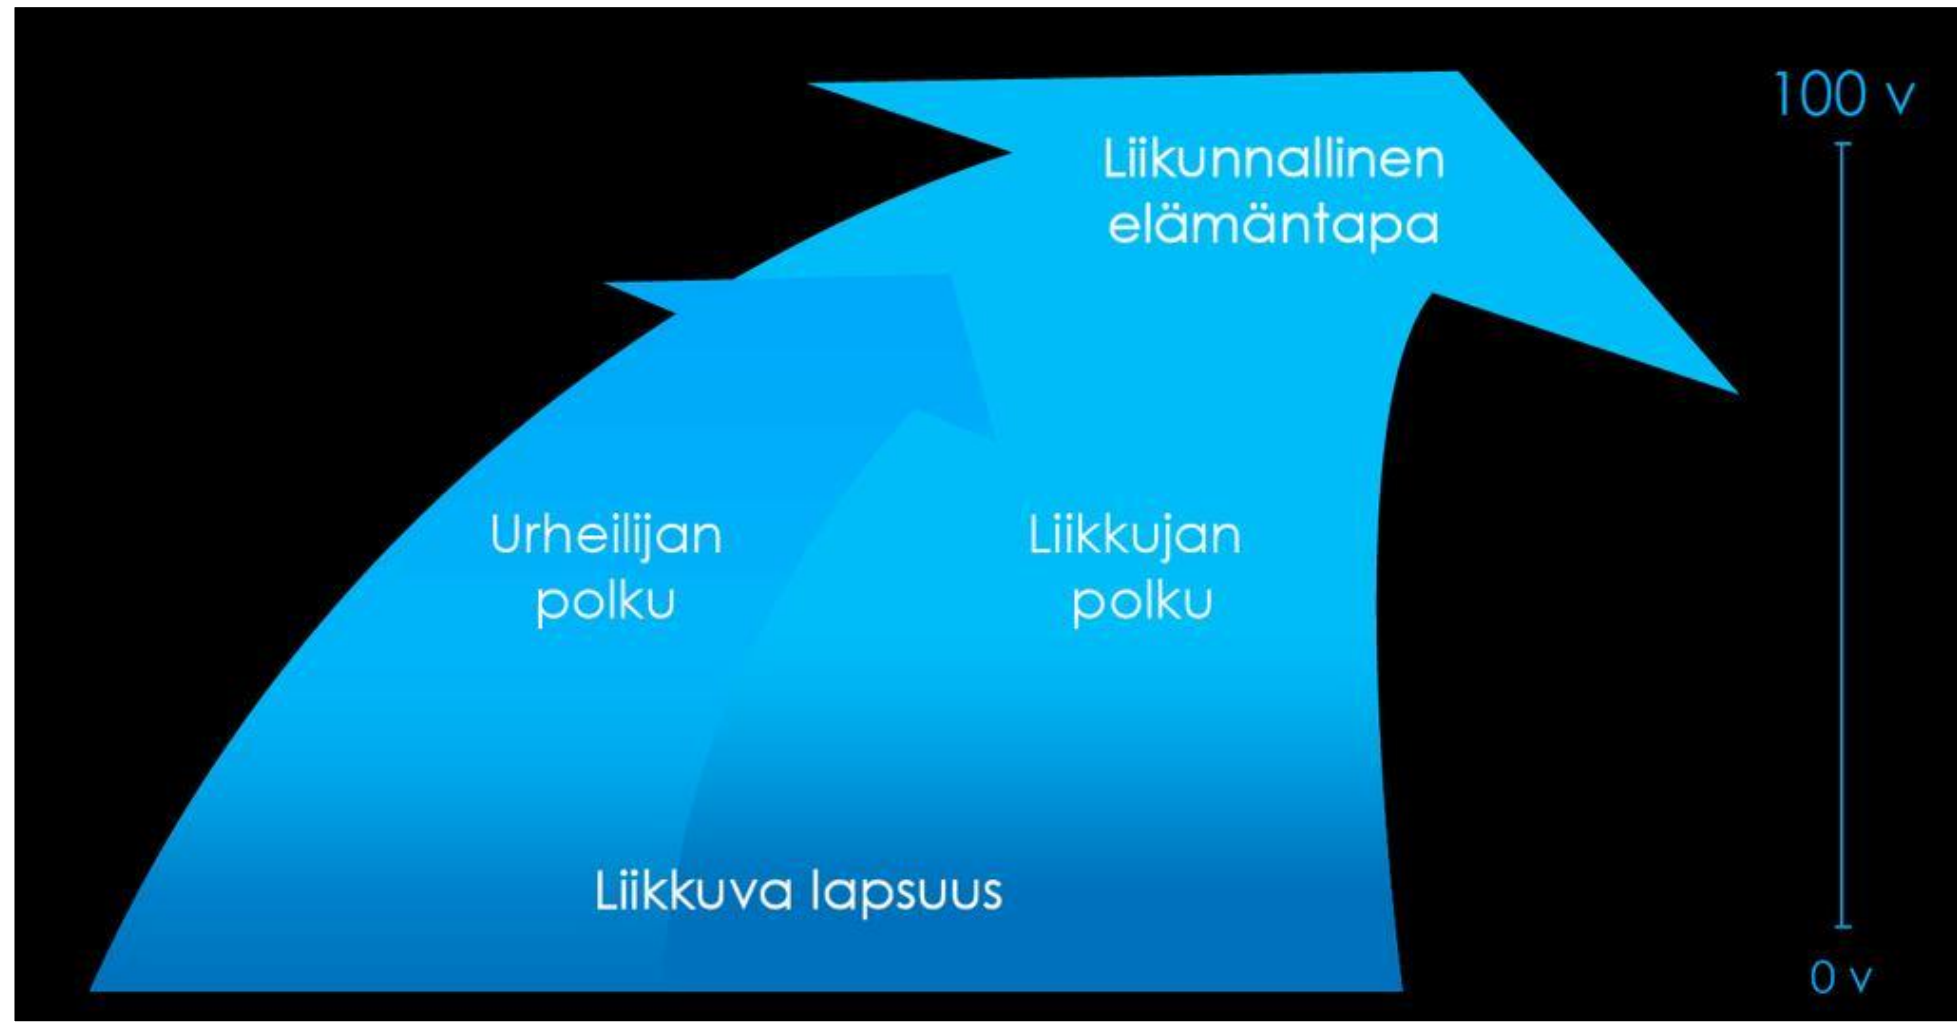 100 v
Liikunnallinen
elämäntapa
Urheilijan
polku
Liikkujan
polku
Liikkuva lapsuus
0 v